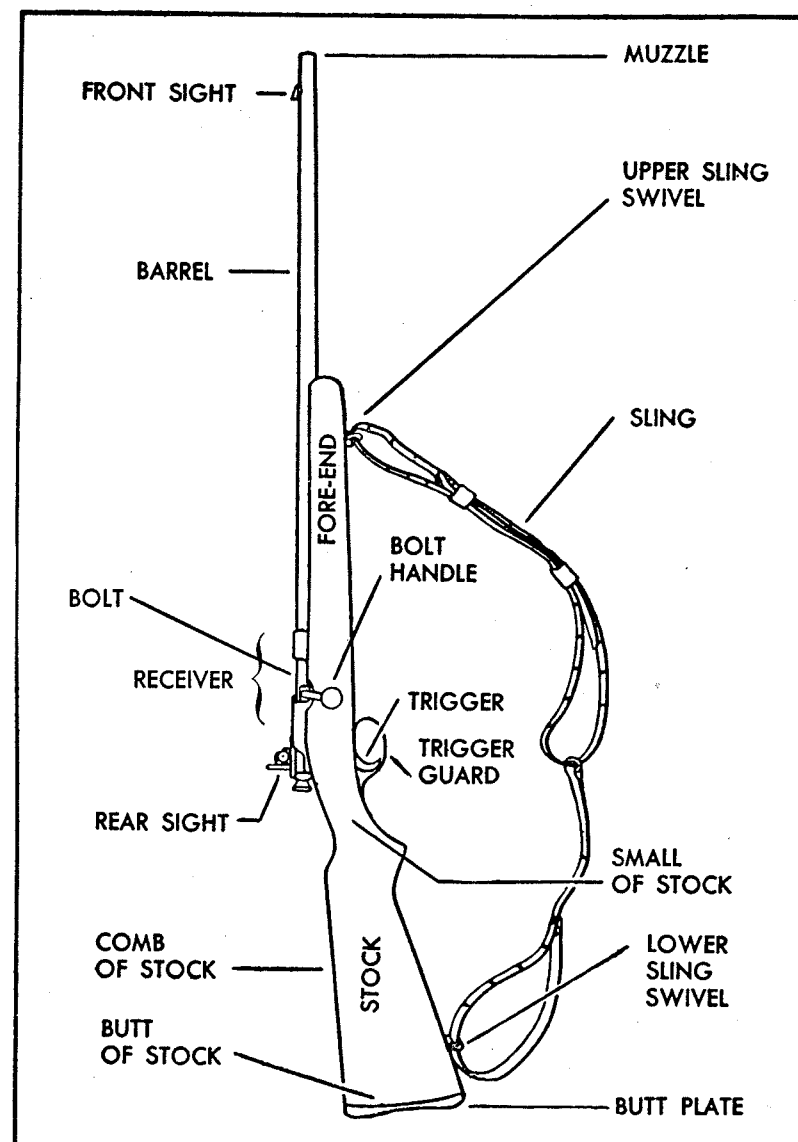 MUZZLE
FRONT SIGHT
UPPER SLING
SWIVEL
BARREL
SLING
FORE-END
BOLT
HANDLE
BOLT
RECEIVER
TRIGGER
TRIGGER
GUARD
REAR SIGHT
SMALL
OF STOCK
COMB
OF STOCK
STOCK
LOWER
SLING
SWIVEL
BUTT
OF STOCK
BUTT PLATE